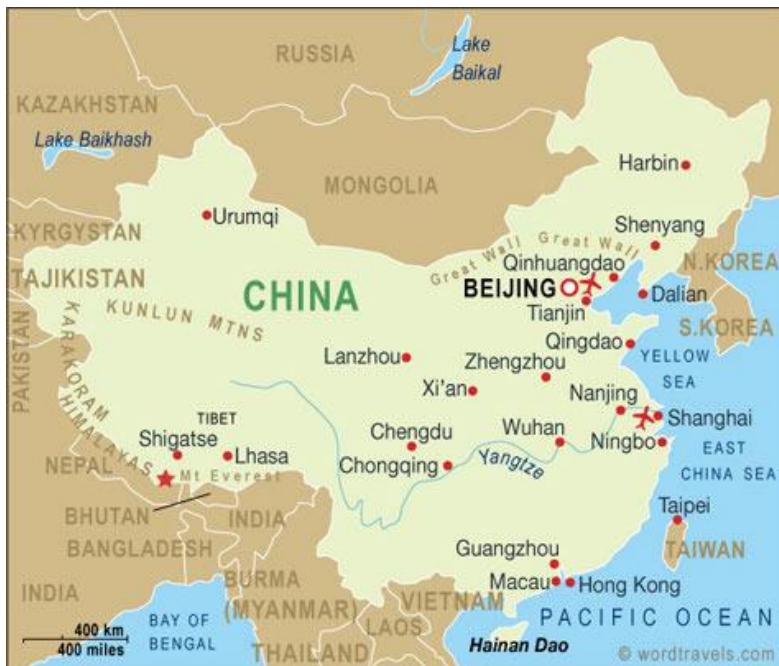 RUSSIA
Lake
Baikal
KAZAKHSTAN
Lake Baikhash
MONGOLIA
Harbin
Urumqi
KYRGYSTAN
Shenyang
Great Wall
Great Wall
Qinhuangdao
N.KOREA
TAJIKISTAN
CHINA
BEIJING
Dalian
KUNLUN MTNS
Tianjin
S.KOREA
PAKISTAN
KARAKORAM
Qingdao
Lanzhou
Zhengzhou
YELLOW
SEA
Xi'an
Nanjing
HIMALAYAS
TIBET
Shanghai
Chengdu
Wuhan
Shigatse
Lhasa
Ningbo
EAST
CHINA SEA
NEPAL
Chongqing
Yangtze
Mt Everest
Taipei
BHUTAN
INDIA
BANGLADESH
Guangzhou
TAIWAN
INDIA
BURMA
(MYANMAR)
Macau
Hong Kong
VIETNAM
PACIFIC OCEAN
BAY OF
BENGAL
LAOS
400 km
400 miles
THAILAND
Hainan Dao
© wordtravels.com